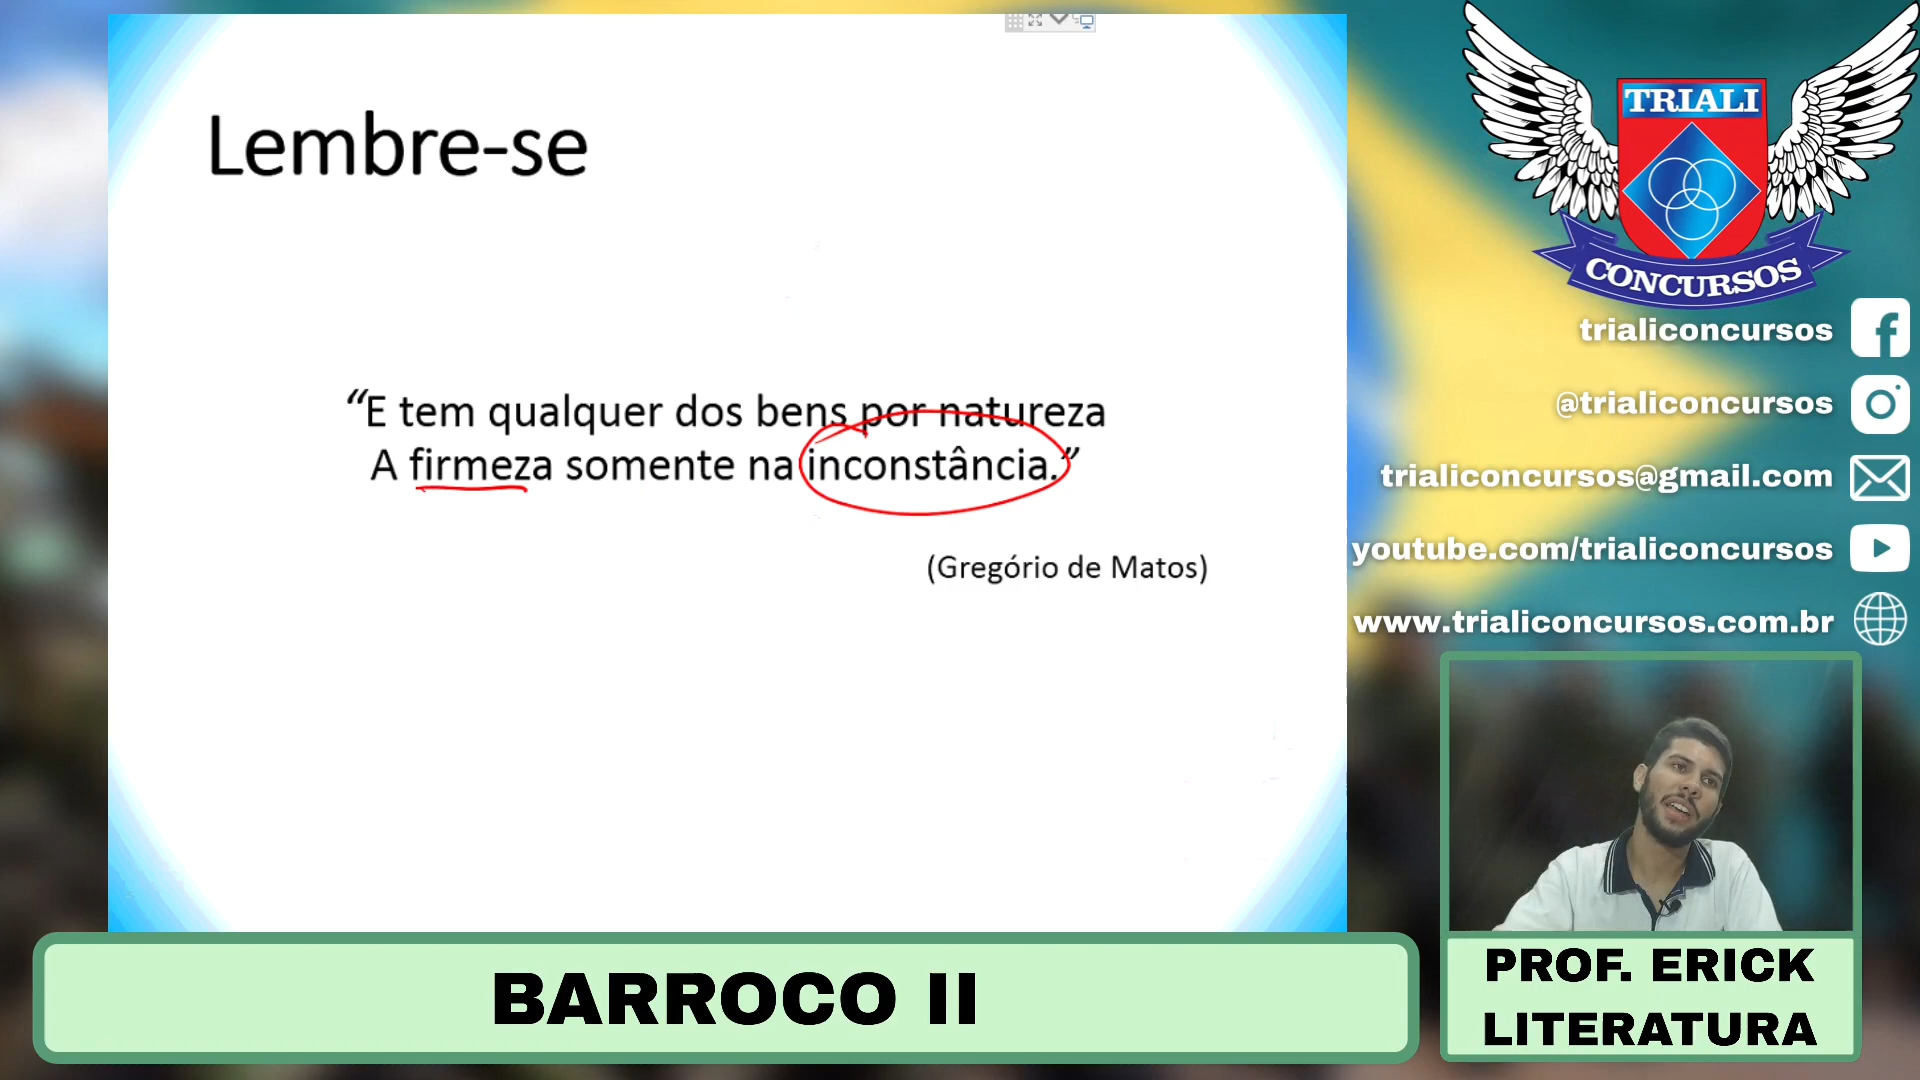 Lembre-se
“E tem qualquer dos bens por natureza
A firmeza somente na inconstância.”
(Gregório de Matos)
TRIALI
CONCURSOS
trialiconcursos
@trialiconcursos
trialiconcursos@gmail.com
youtube.com/trialiconcursos
www.trialiconcursos.com.br
BARROCO II
PROF. ERICK
LITERATURA